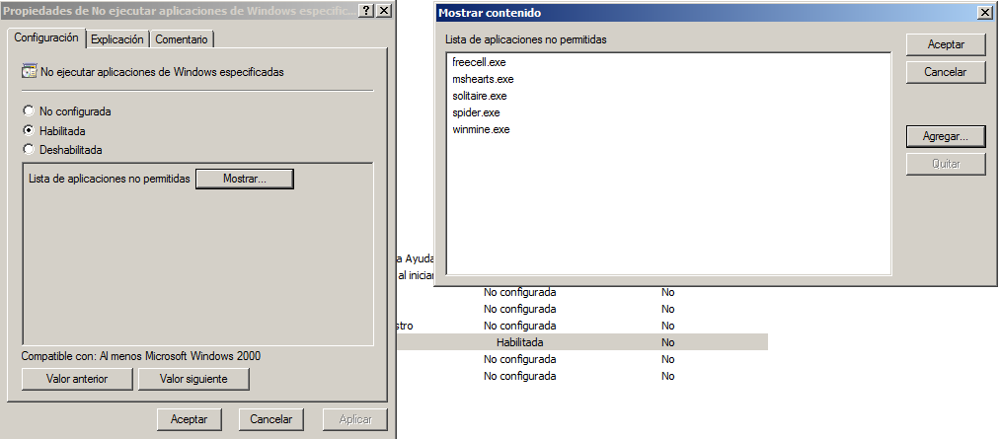 Propiedades de No ejecutar aplicaciones de Windows especific...
Configuración
Explicación
Comentario
No ejecutar aplicaciones de Windows especificadas
No configurada
Habilitada
Deshabilitada
Lista de aplicaciones no permitidas
Mostrar...
Compatible con: Al menos Microsoft Windows 2000
Valor anterior
Valor siguiente
Aceptar
Cancelar
Aplicar
Mostrar contenido
Lista de aplicaciones no permitidas
freecell.exe
mshearts.exe
solitaire.exe
spider.exe
winmine.exe
Aceptar
Cancelar
Agregar...
Quitar
a Ayuda
al iniciar
No configurada No
No configurada No
stro No configurada No
Habilitada No
No configurada No
No configurada No